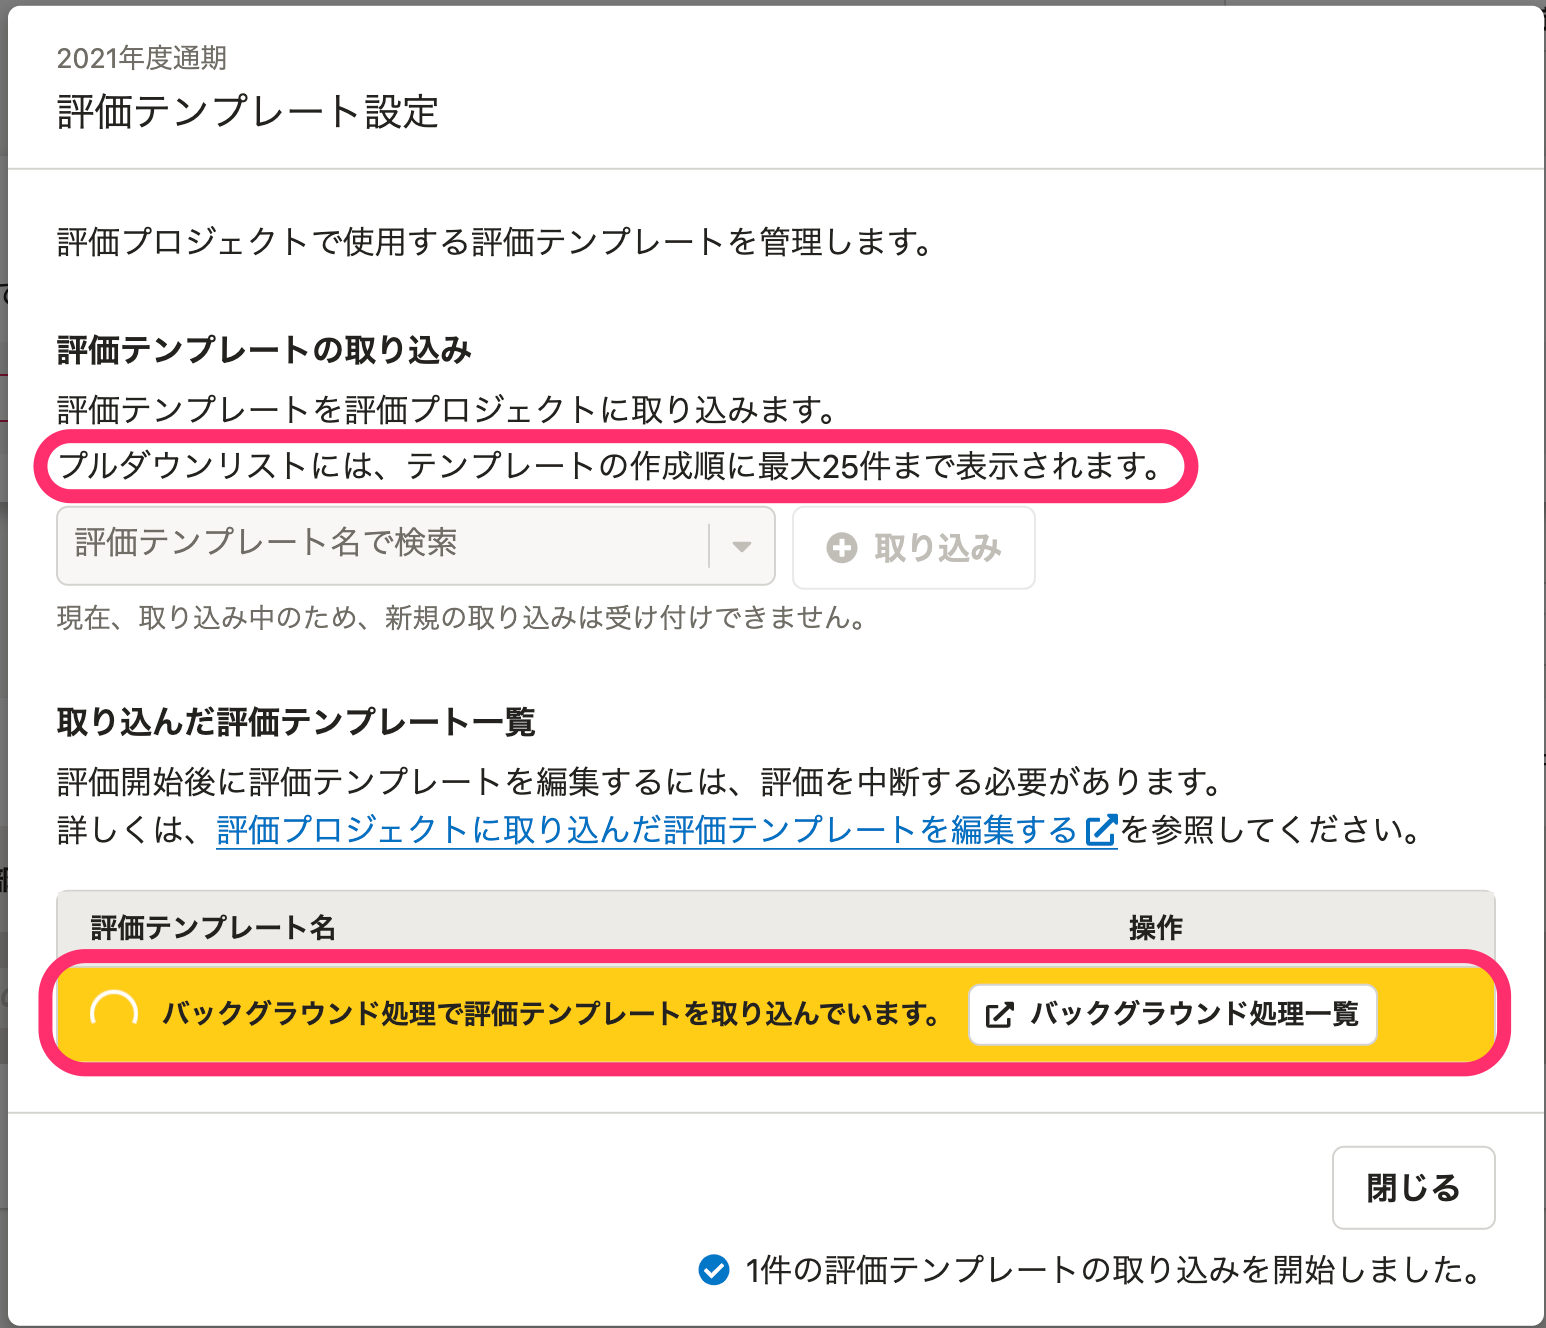 2021年度通期
評価テンプレート設定
評価プロジェクトで使用する評価テンプレートを管理します。
評価テンプレートの取り込み
評価テンプレートを評価プロジェクトに取り込みます。
プルダウンリストには、テンプレートの作成順に最大25件まで表示されます。
評価テンプレート名で検索
取り込み
現在、取り込み中のため、新規の取り込みは受け付けできません。
取り込んだ評価テンプレート一覧
評価開始後に評価テンプレートを編集するには、評価を中断する必要があります。
詳しくは、評価プロジェクトに取り込んだ評価テンプレートを編集するを参照してください。
評価テンプレート名 操作
バックグラウンド処理で評価テンプレートを取り込んでいます。 バックグラウンド処理一覧
閉じる
1件の評価テンプレートの取り込みを開始しました。